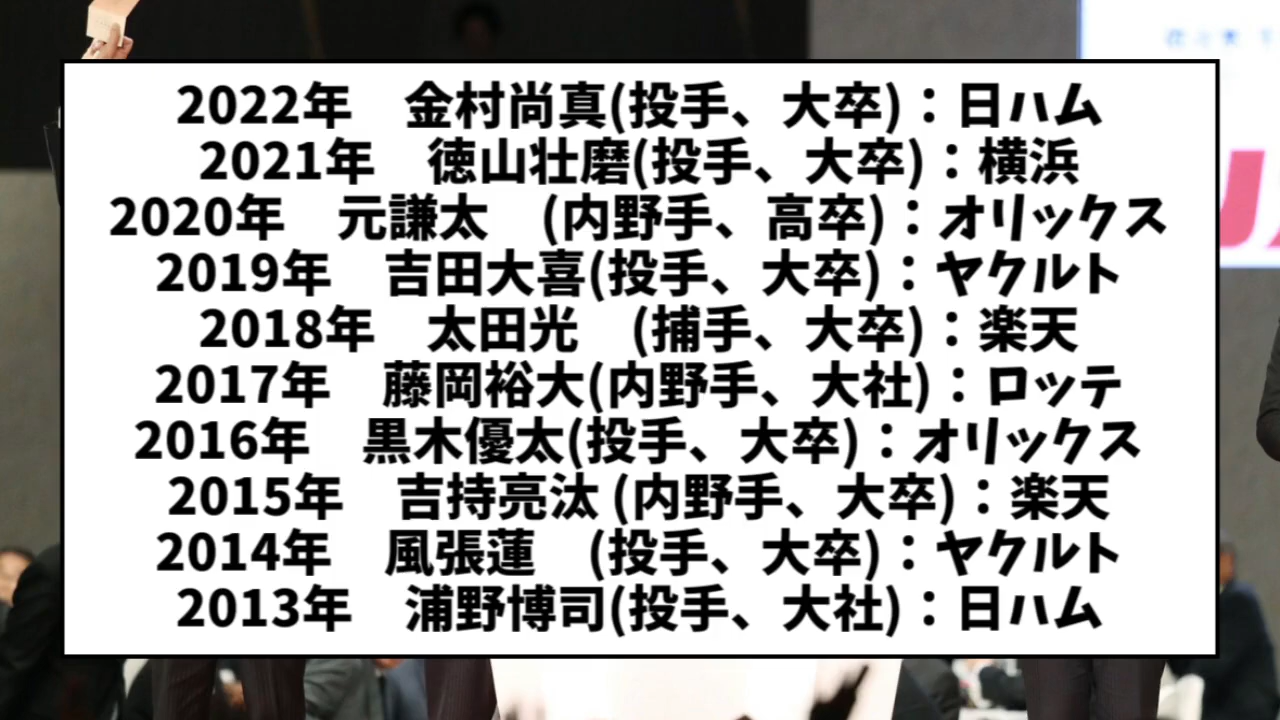 2022年　金村尚真(投手、大卒)：日ハム
2021年　徳山壮磨(投手、大卒)：横浜
2020年　元謙太　(内野手、高卒)：オリックス
2019年　吉田大喜(投手、大卒)：ヤクルト
2018年　太田光　(捕手、大卒)：楽天
2017年　藤岡裕大(内野手、大社)：ロッテ
2016年　黒木優太(投手、大卒)：オリックス
2015年　吉持亮汰 (内野手、大卒)：楽天
2014年　風張蓮　(投手、大卒)：ヤクルト
2013年　浦野博司(投手、大社)：日ハム